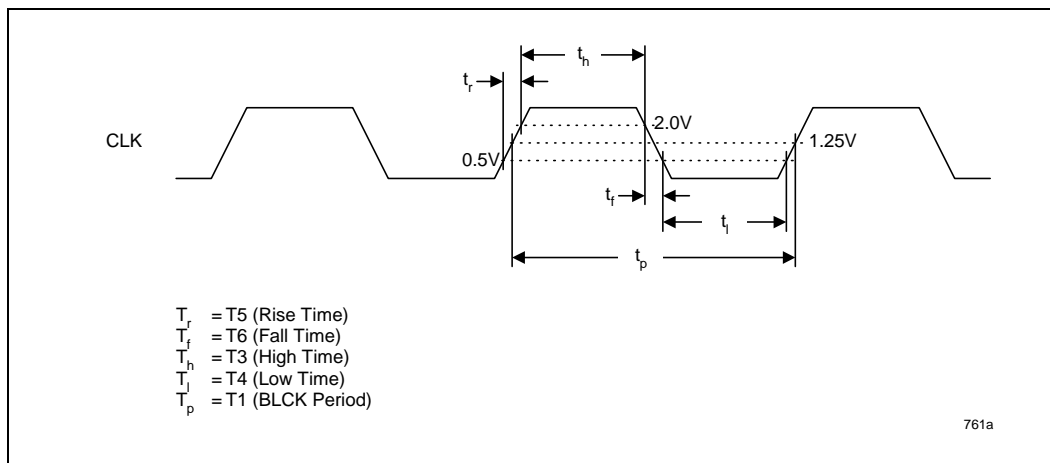 t_h
t_r
CLK
2.0V
1.25V
0.5V
t_f
t_l
t_p
T_r = T5 (Rise Time)
T_f = T6 (Fall Time)
T_h = T3 (High Time)
T_l = T4 (Low Time)
T_p = T1 (BLCK Period)
761a